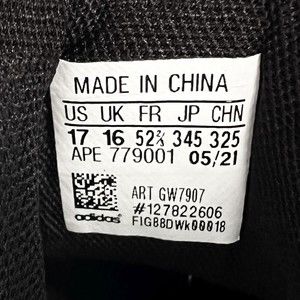 MADE IN CHINA
US UK FR JP CHN
17 16 52⅔ 345 325
APE 779001 05/21
ART GW7907
#127822606
adidas FIGB8DWk00018